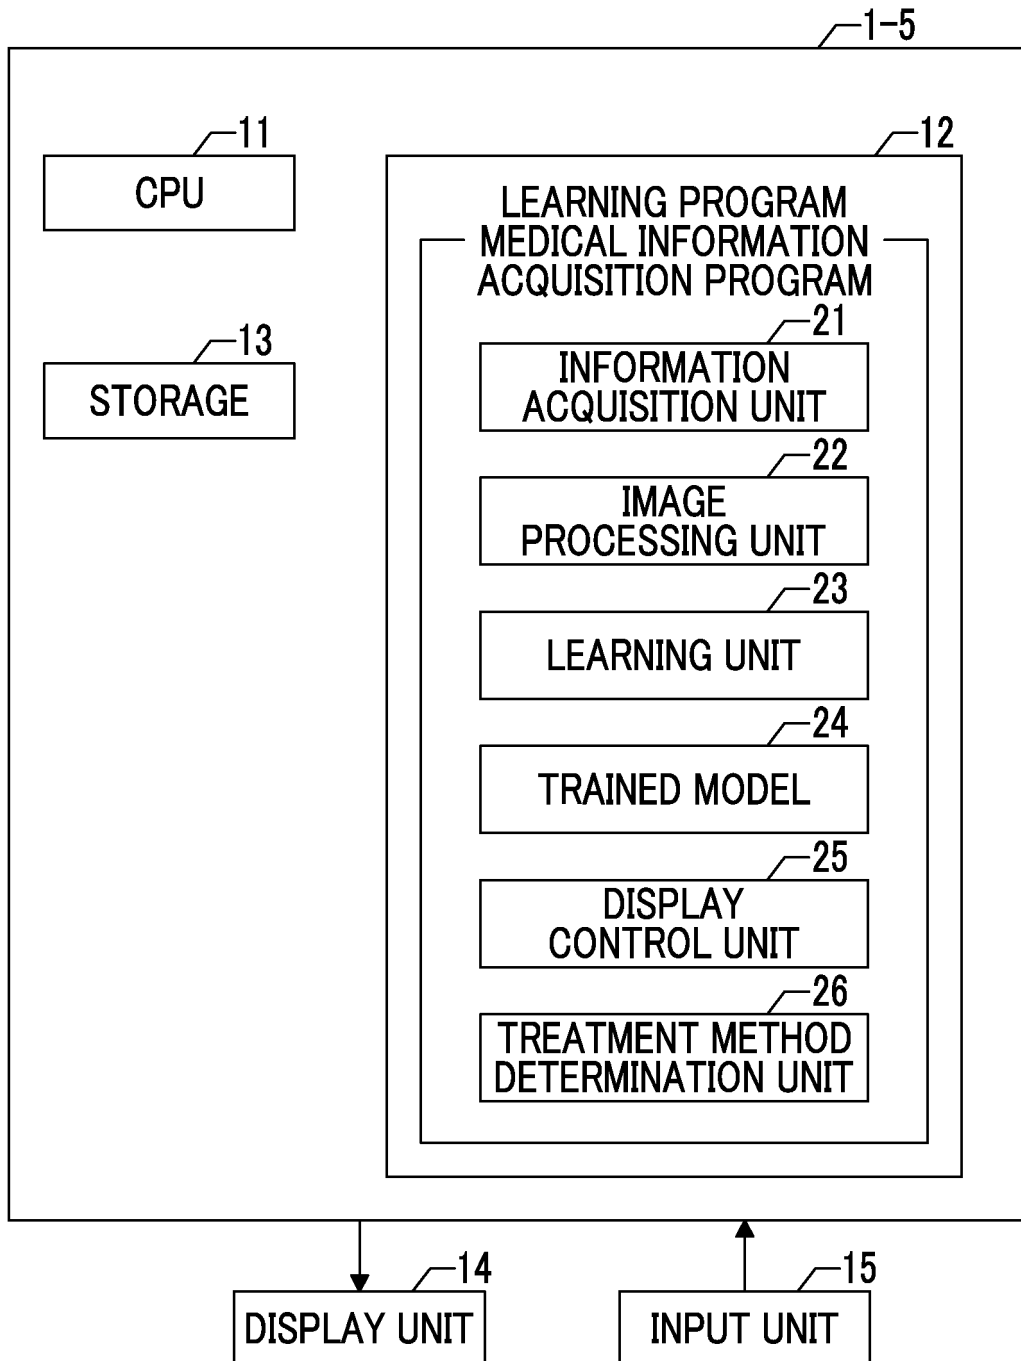 1-5
11
CPU
12
LEARNING PROGRAM
MEDICAL INFORMATION
ACQUISITION PROGRAM
13
STORAGE
21
INFORMATION
ACQUISITION UNIT
22
IMAGE
PROCESSING UNIT
23
LEARNING UNIT
24
TRAINED MODEL
25
DISPLAY
CONTROL UNIT
26
TREATMENT METHOD
DETERMINATION UNIT
14
DISPLAY UNIT
15
INPUT UNIT